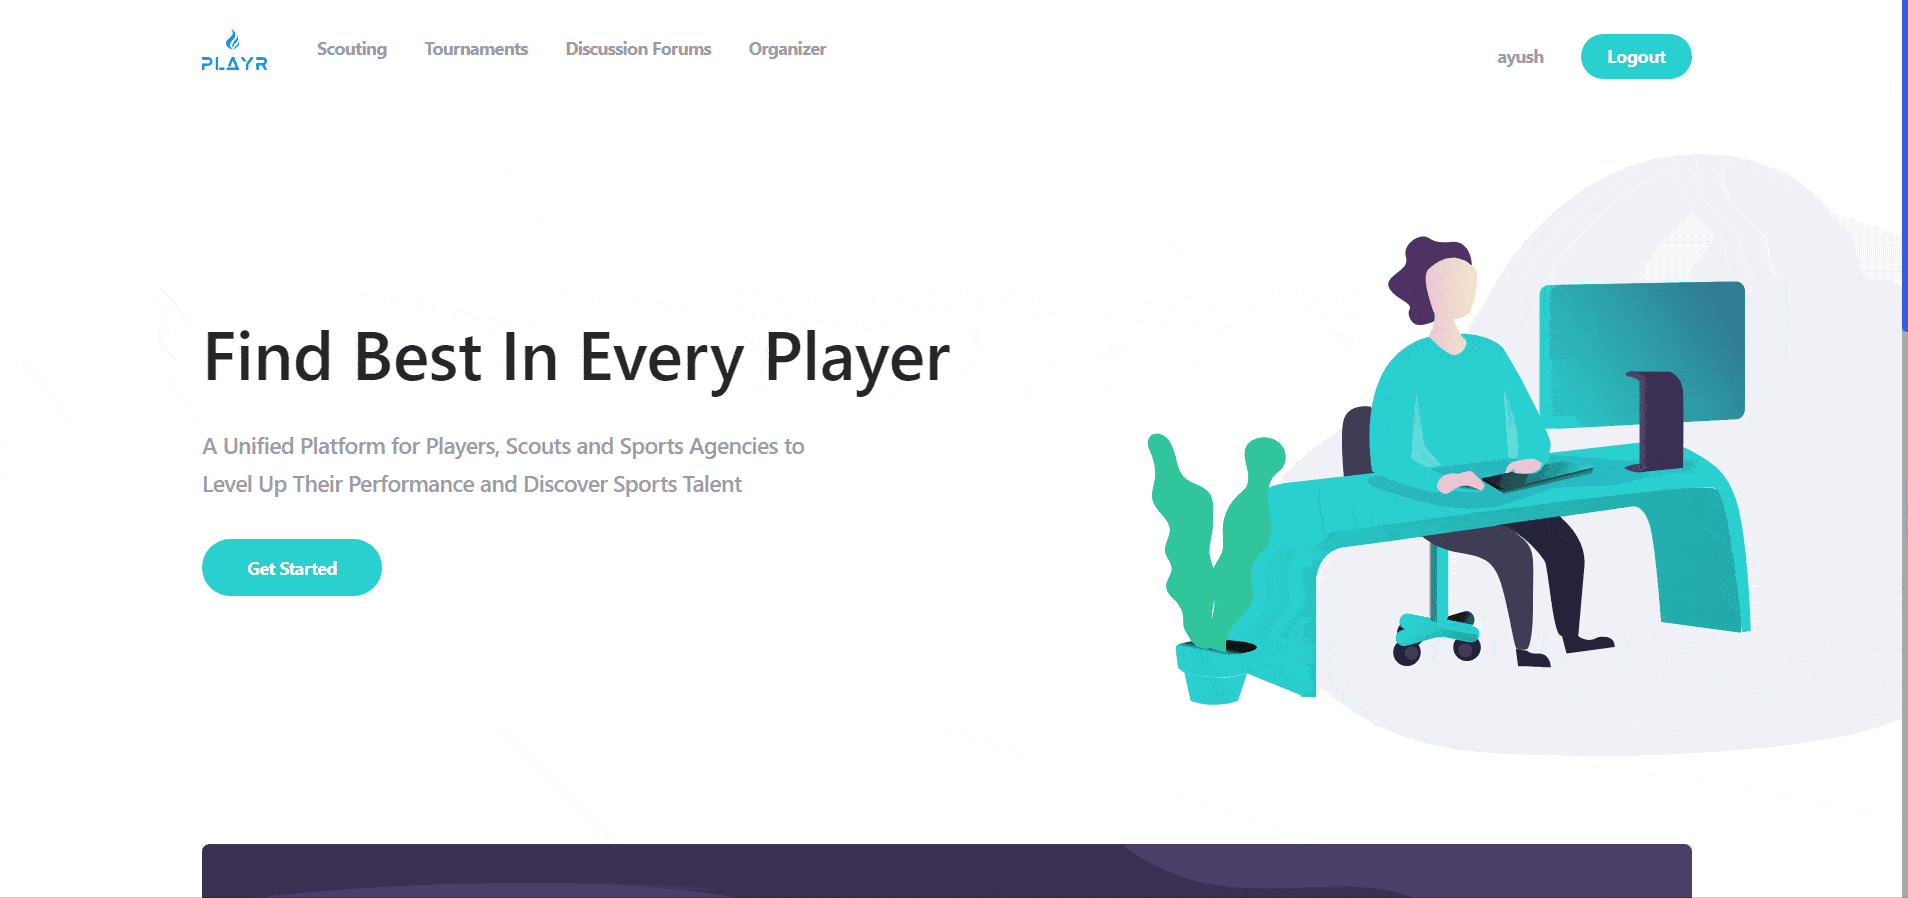 PLAYR
Scouting
Tournaments
Discussion Forums
Organizer
ayush
Logout
Find Best In Every Player
A Unified Platform for Players, Scouts and Sports Agencies to
Level Up Their Performance and Discover Sports Talent
Get Started